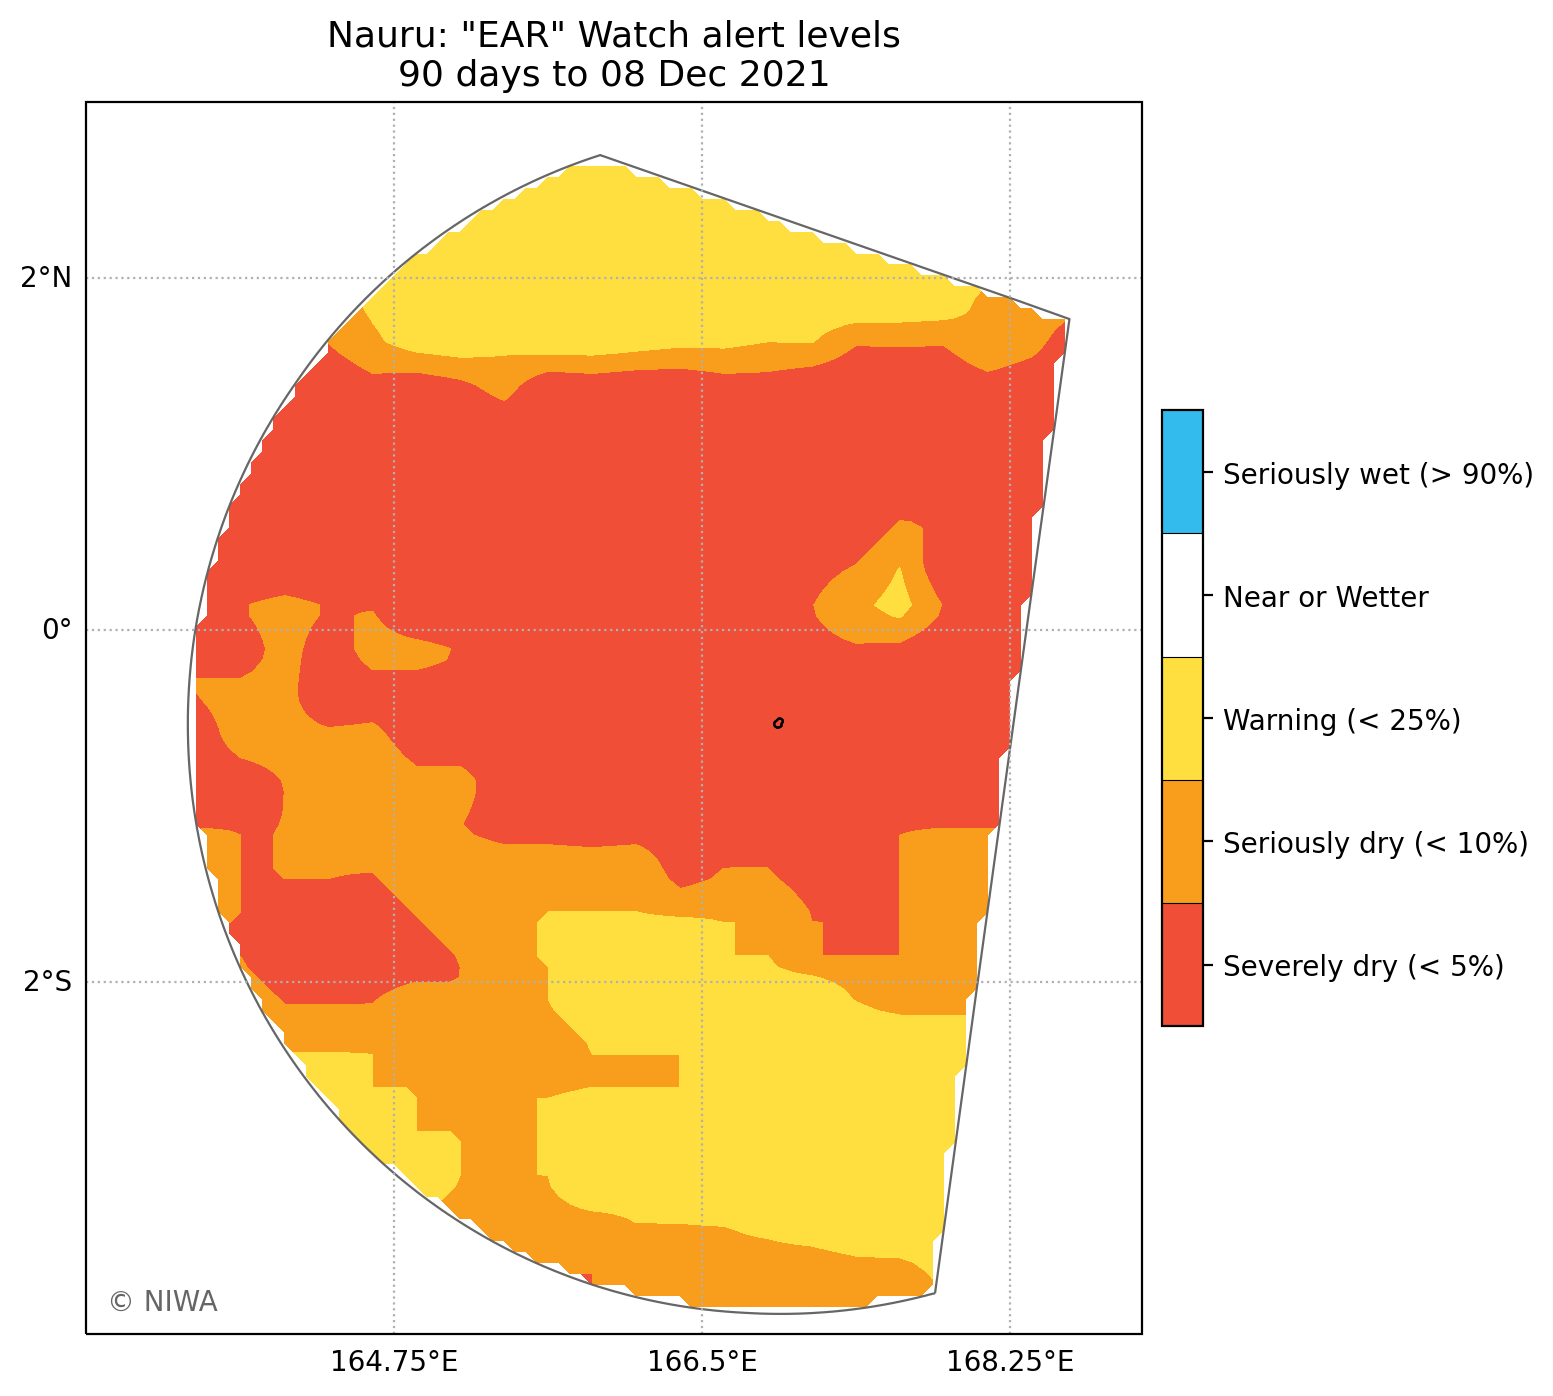 Nauru: "EAR" Watch alert levels
90 days to 08 Dec 2021
2°N
0°
2°S
164.75°E
166.5°E
168.25°E
Seriously wet (> 90%)
Near or Wetter
Warning (< 25%)
Seriously dry (< 10%)
Severely dry (< 5%)
© NIWA